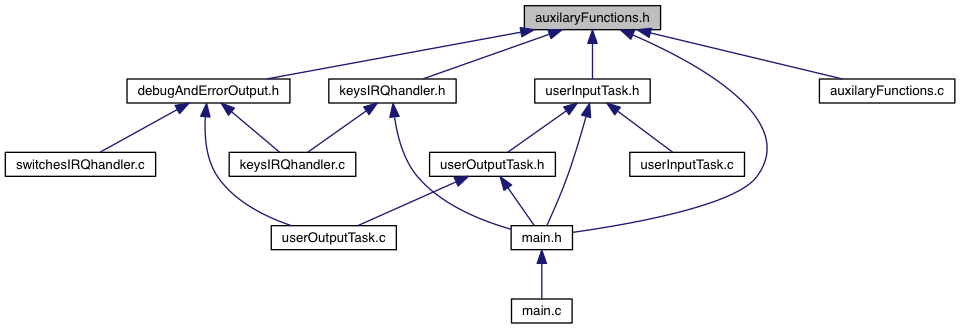 auxilaryFunctions.h
debugAndErrorOutput.h
keysIRQhandler.h
userInputTask.h
auxilaryFunctions.c
switchesIRQhandler.c
keysIRQhandler.c
userOutputTask.h
userInputTask.c
userOutputTask.c
main.h
main.c